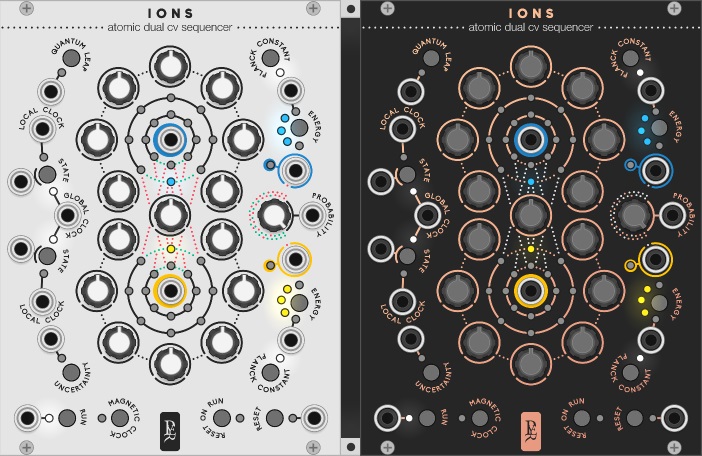 IONS
atomic dual cv sequencer
QUANTUM LEAP
PLANCK CONSTANT
LOCAL CLOCK
ENERGY
STATE
GLOBAL CLOCK
PROBABILITY
STATE
LOCAL CLOCK
ENERGY
UNCERTAINTY
PLANCK CONSTANT
RUN
MAGNETIC CLOCK
RESET ON RUN
RESET
IONS
atomic dual cv sequencer
QUANTUM LEAP
PLANCK CONSTANT
LOCAL CLOCK
ENERGY
STATE
GLOBAL CLOCK
PROBABILITY
STATE
LOCAL CLOCK
ENERGY
UNCERTAINTY
PLANCK CONSTANT
RUN
MAGNETIC CLOCK
RESET ON RUN
RESET